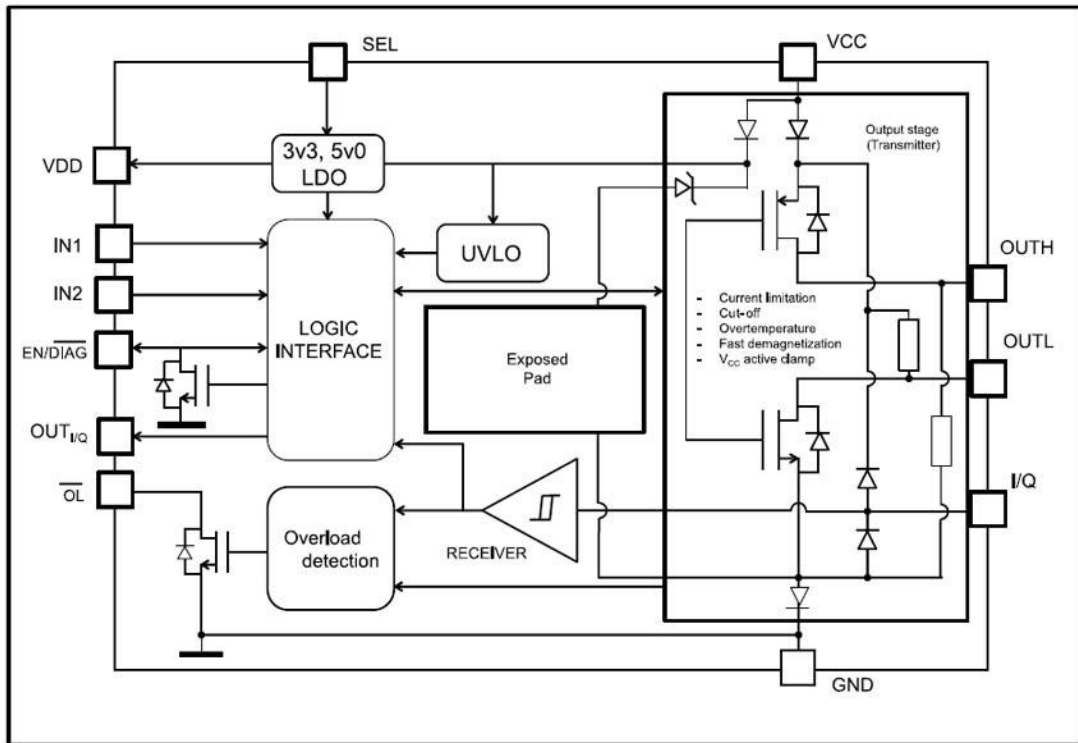 SEL
VCC
Output stage
(Transmitter)
VDD
3v3, 5v0
LDO
IN1
UVLO
OUTH
IN2
- Current limitation
- Cut-off
- Overtemperature
- Fast demagnetization
- VCC active clamp
LOGIC
INTERFACE
OUTL
EN/DIAG
Exposed
Pad
OUTI/Q
I/Q
OL
Overload
detection
RECEIVER
GND